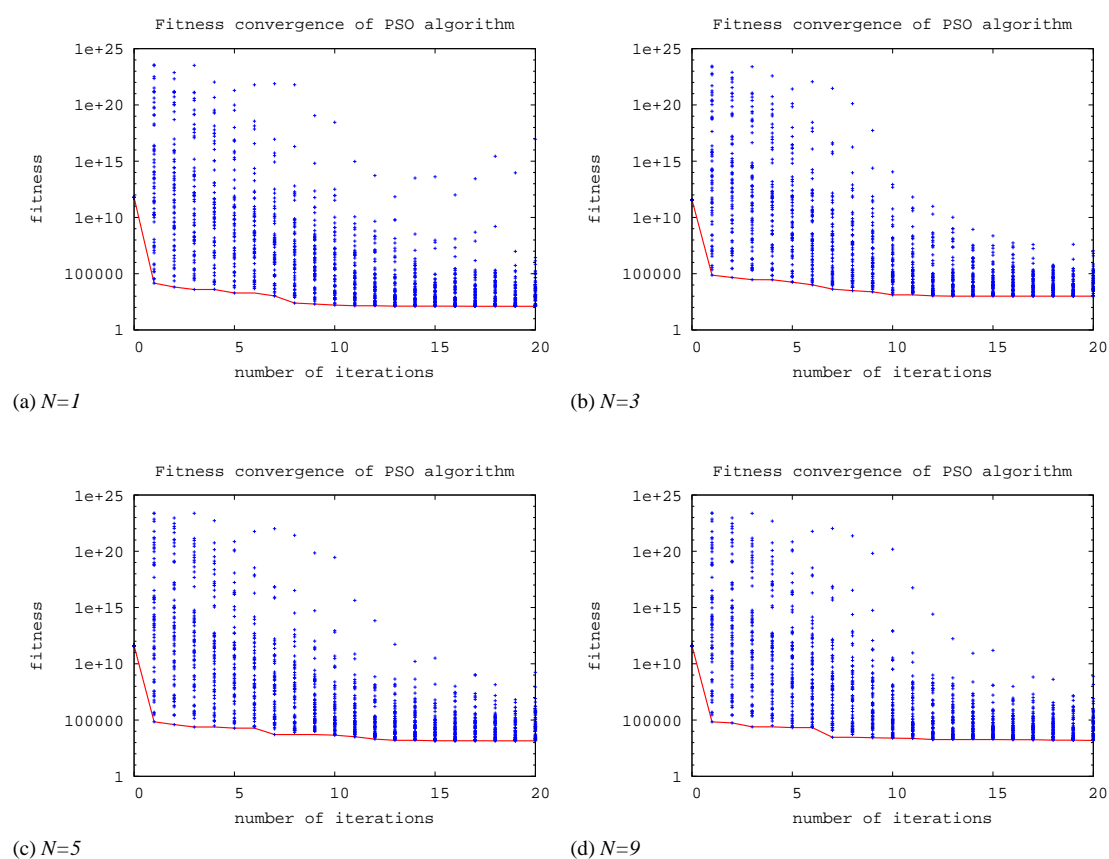 Fitness convergence of PSO algorithm
1e+25
1e+20
1e+15
1e+10
100000
1
fitness
0 5 10 15 20
number of iterations
(a) N=1
Fitness convergence of PSO algorithm
1e+25
1e+20
1e+15
1e+10
100000
1
fitness
0 5 10 15 20
number of iterations
(b) N=3
Fitness convergence of PSO algorithm
1e+25
1e+20
1e+15
1e+10
100000
1
fitness
0 5 10 15 20
number of iterations
(c) N=5
Fitness convergence of PSO algorithm
1e+25
1e+20
1e+15
1e+10
100000
1
fitness
0 5 10 15 20
number of iterations
(d) N=9